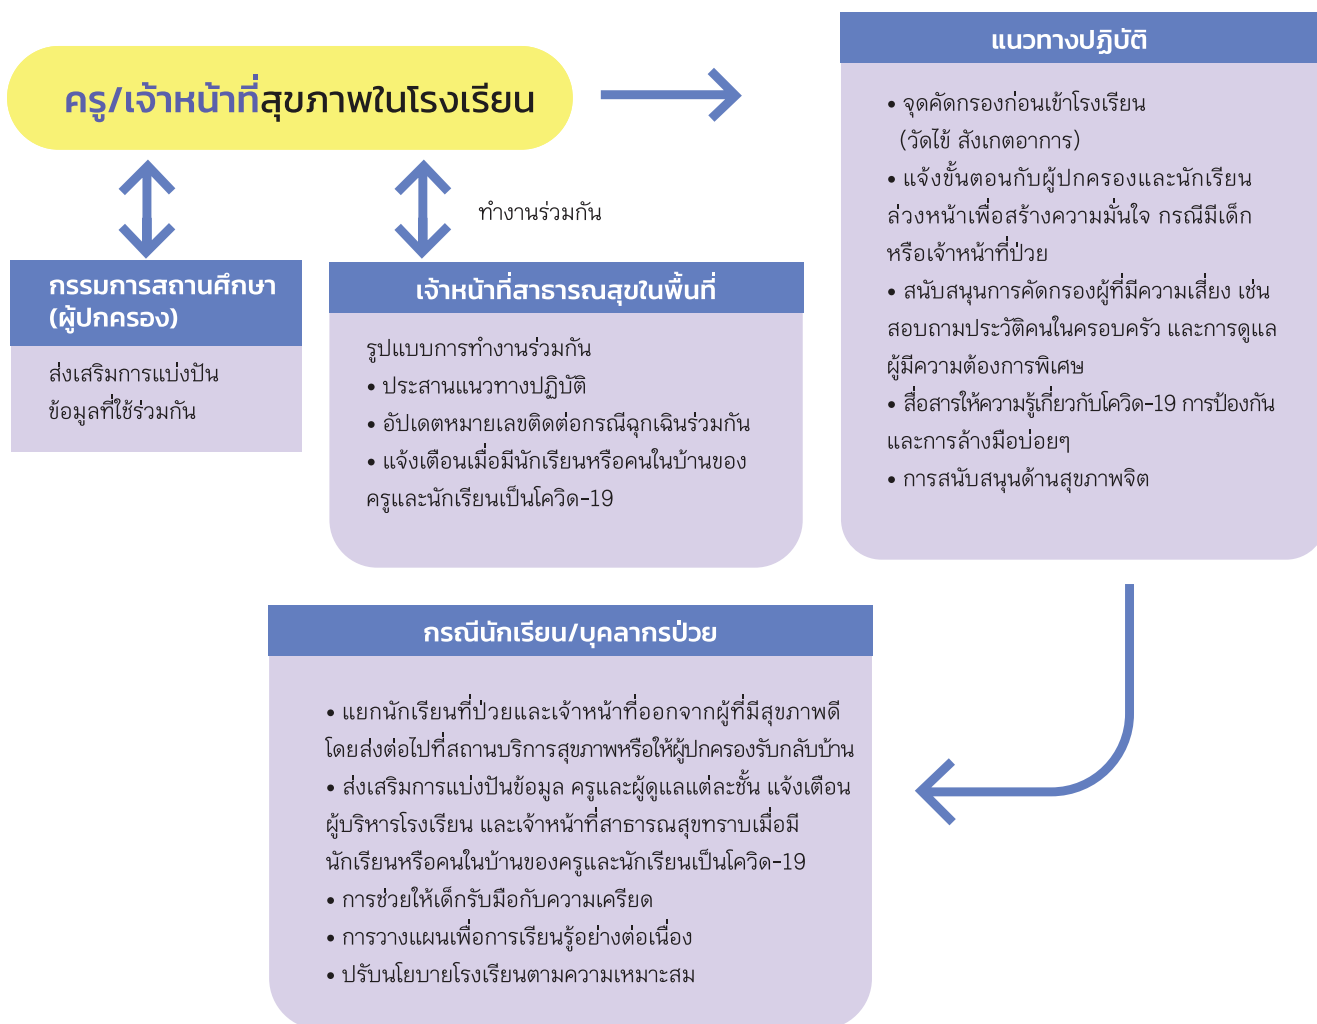 ครู/เจ้าหน้าที่สุขภาพในโรงเรียน
ทำงานร่วมกัน
กรรมการสถานศึกษา
(ผู้ปกครอง)
ส่งเสริมการแบ่งปัน
ข้อมูลที่ใช้ร่วมกัน
เจ้าหน้าที่สาธารณสุขในพื้นที่
รูปแบบการทำงานร่วมกัน
• ประสานแนวทางปฏิบัติ
• อัปเดตหมายเลขติดต่อกรณีฉุกเฉินร่วมกัน
• แจ้งเตือนเมื่อมีนักเรียนหรือคนในบ้านของ
ครูและนักเรียนเป็นโควิด-19
แนวทางปฏิบัติ
• จุดคัดกรองก่อนเข้าโรงเรียน
(วัดไข้ สังเกตอาการ)
• แจ้งขั้นตอนกับผู้ปกครองและนักเรียน
ล่วงหน้าเพื่อสร้างความมั่นใจ กรณีมีเด็ก
หรือเจ้าหน้าที่ป่วย
• สนับสนุนการคัดกรองผู้ที่มีความเสี่ยง เช่น
สอบถามประวัติคนในครอบครัว และการดูแล
ผู้มีความต้องการพิเศษ
• สื่อสารให้ความรู้เกี่ยวกับโควิด-19 การป้องกัน
และการล้างมือบ่อยๆ
• การสนับสนุนด้านสุขภาพจิต
กรณีนักเรียน/บุคลากรป่วย
• แยกนักเรียนที่ป่วยและเจ้าหน้าที่ออกจากผู้ที่มีสุขภาพดี
โดยส่งต่อไปที่สถานบริการสุขภาพหรือให้ผู้ปกครองรับกลับบ้าน
• ส่งเสริมการแบ่งปันข้อมูล ครูและผู้ดูแลแต่ละชั้น แจ้งเตือน
ผู้บริหารโรงเรียน และเจ้าหน้าที่สาธารณสุขทราบเมื่อมี
นักเรียนหรือคนในบ้านของครูและนักเรียนเป็นโควิด-19
• การช่วยให้เด็กรับมือกับความเครียด
• การวางแผนเพื่อการเรียนรู้อย่างต่อเนื่อง
• ปรับนโยบายโรงเรียนตามความเหมาะสม